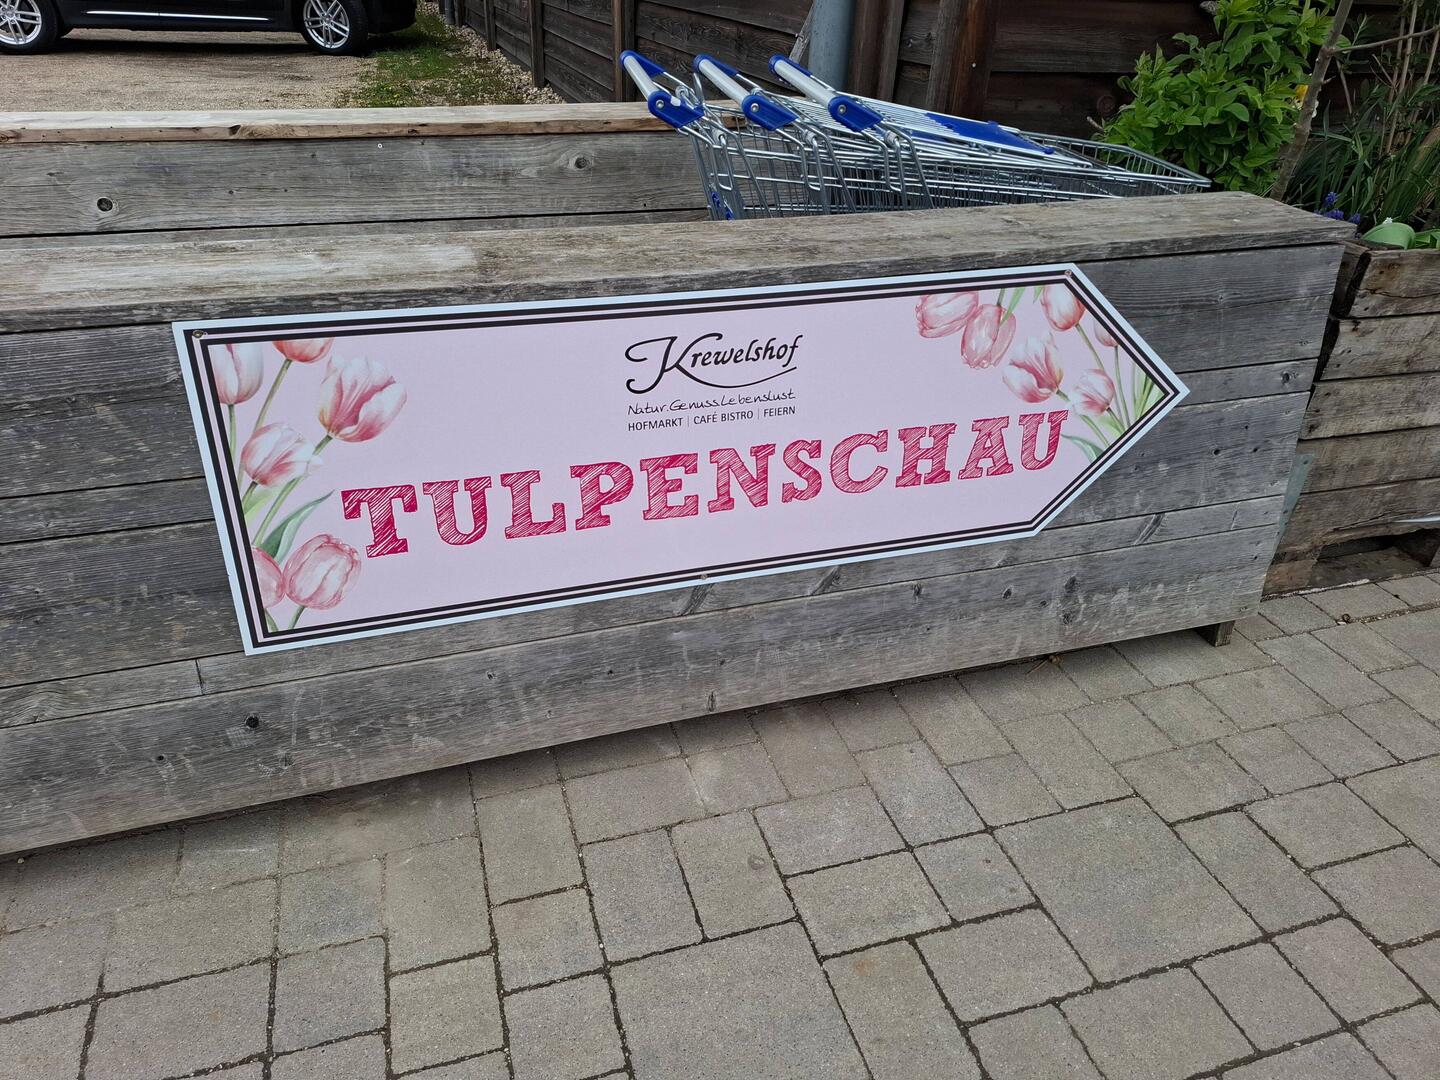 Krewelshof
Natur.Genuss.Lebenslust.
HOFMARKT | CAFÉ BISTRO | FEIERN
TULPENSCHAU